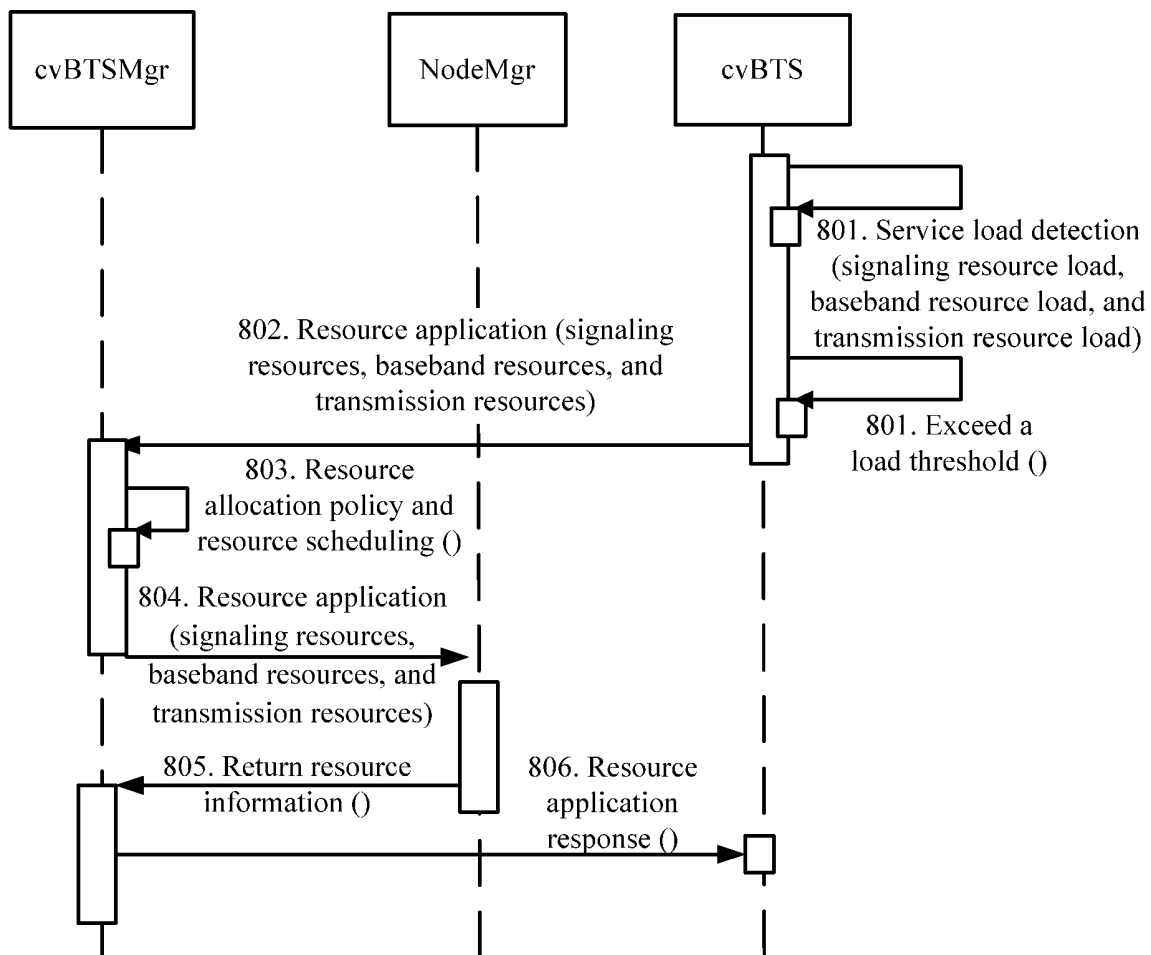 cvBTSMgr
NodeMgr
cvBTS
801. Service load detection
(signaling resource load,
baseband resource load, and
transmission resource load)
802. Resource application (signaling
resources, baseband resources, and
transmission resources)
801. Exceed a
load threshold ()
803. Resource
allocation policy and
resource scheduling ()
804. Resource application
(signaling resources,
baseband resources, and
transmission resources)
805. Return resource
information ()
806. Resource
application
response ()